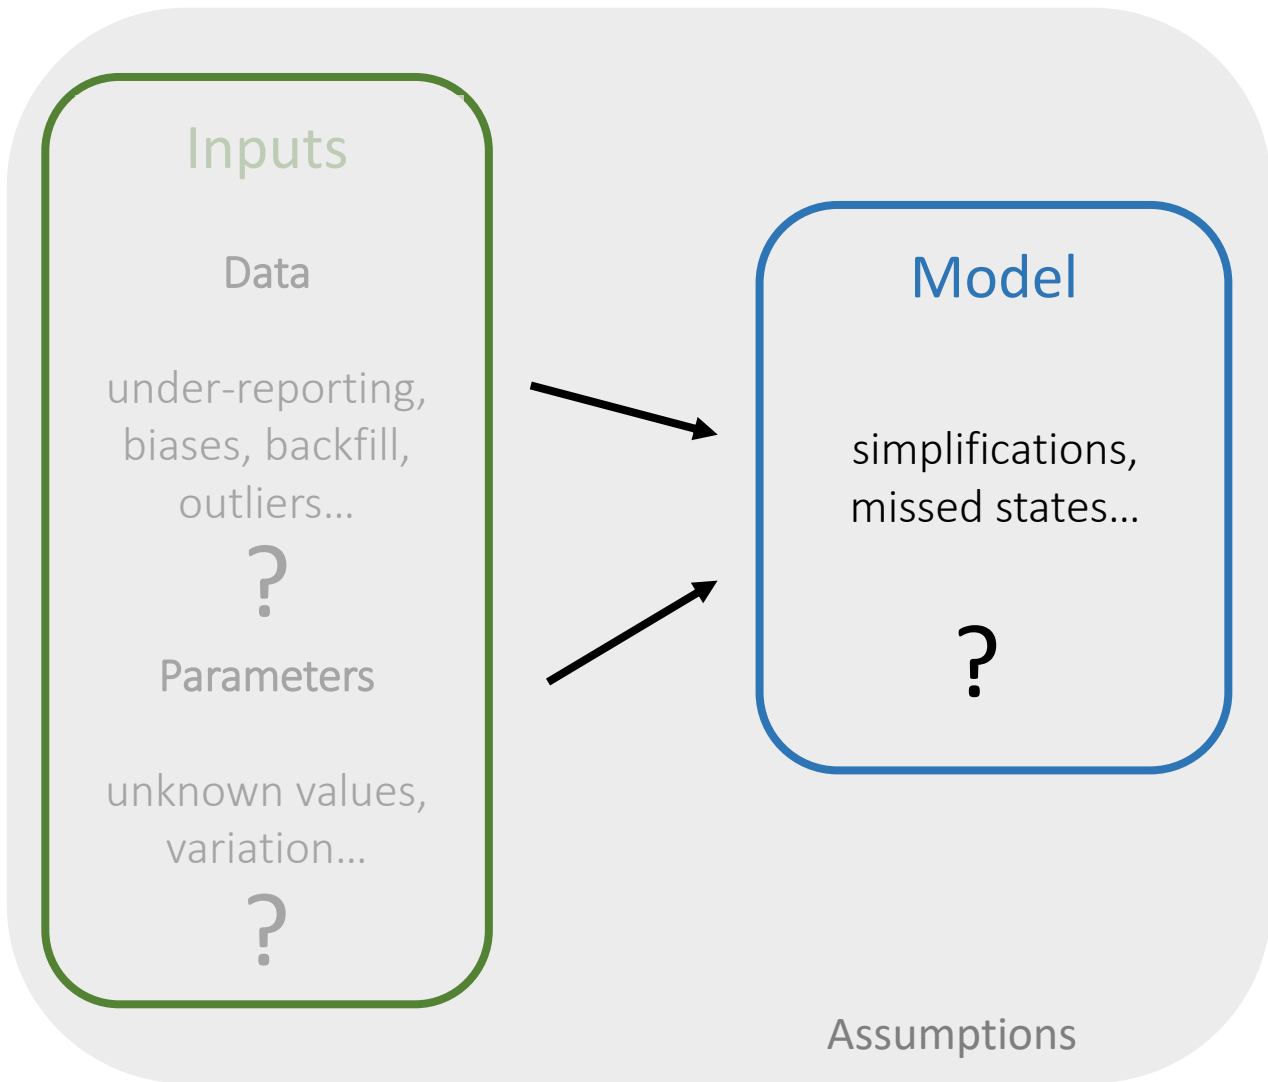 Inputs
Data
under-reporting,
biases, backfill,
outliers...
?
Parameters
unknown values,
variation...
?
Model
simplifications,
missed states...
?
Assumptions